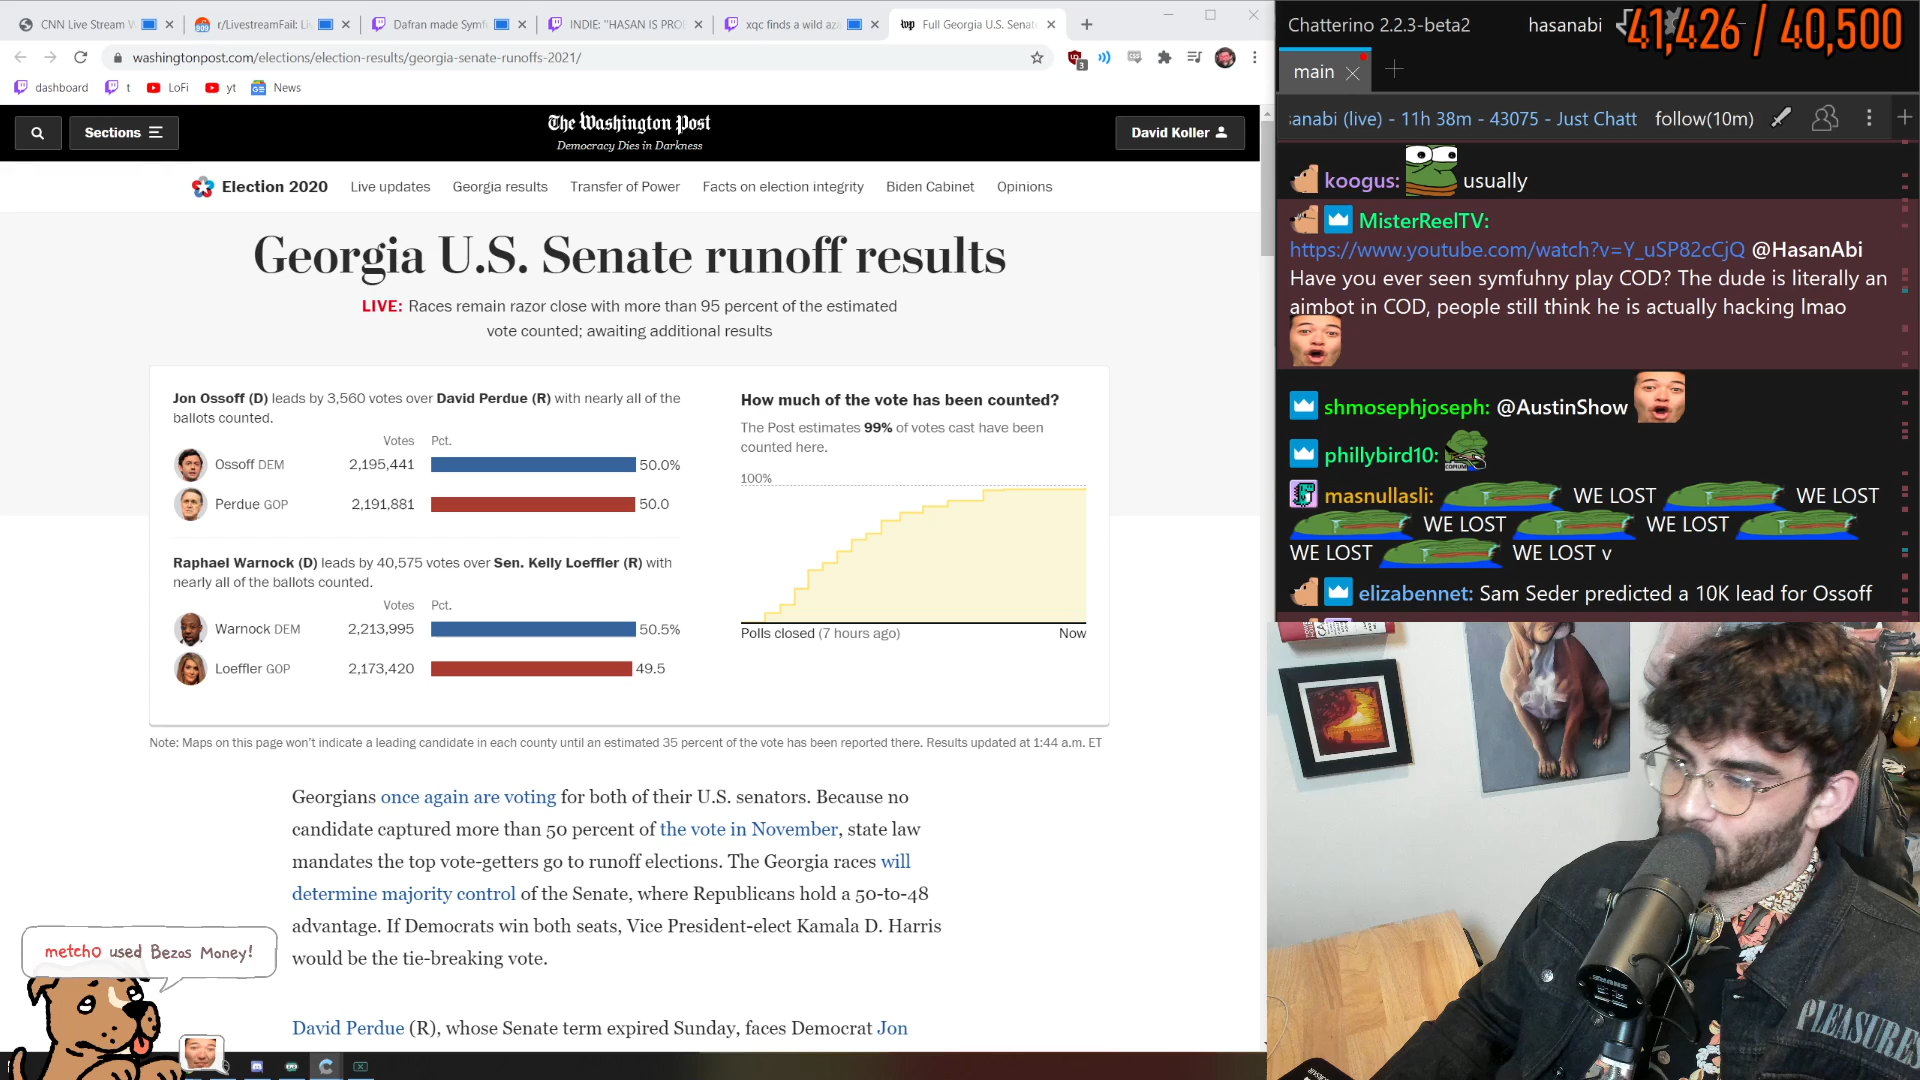 CNN Live Stream W
r/LivestreamFail: Li
Dafran made Symf
INDIE: "HASAN IS PRO
xqc finds a wild aza
Full Georgia U.S. Senat
washingtonpost.com/elections/election-results/georgia-senate-runoffs-2021/
dashboard
t
LoFi
yt
News
Sections
The Washington Post
Democracy Dies in Darkness
David Koller
Election 2020
Live updates
Georgia results
Transfer of Power
Facts on election integrity
Biden Cabinet
Opinions
Georgia U.S. Senate runoff results
LIVE: Races remain razor close with more than 95 percent of the estimated
vote counted; awaiting additional results
Jon Ossoff (D) leads by 3,560 votes over David Perdue (R) with nearly all of the
ballots counted.
Votes Pct.
Ossoff DEM 2,195,441 50.0%
Perdue GOP 2,191,881 50.0
Raphael Warnock (D) leads by 40,575 votes over Sen. Kelly Loeffler (R) with
nearly all of the ballots counted.
Votes Pct.
Warnock DEM 2,213,995 50.5%
Loeffler GOP 2,173,420 49.5
How much of the vote has been counted?
The Post estimates 99% of votes cast have been
counted here.
100%
Polls closed (7 hours ago) Now
Note: Maps on this page won't indicate a leading candidate in each county until an estimated 35 percent of the vote has been reported there. Results updated at 1:44 a.m. ET
Georgians once again are voting for both of their U.S. senators. Because no
candidate captured more than 50 percent of the vote in November, state law
mandates the top vote-getters go to runoff elections. The Georgia races will
determine majority control of the Senate, where Republicans hold a 50-to-48
advantage. If Democrats win both seats, Vice President-elect Kamala D. Harris
would be the tie-breaking vote.
David Perdue (R), whose Senate term expired Sunday, faces Democrat Jon
metcho used Bezos Money!
Chatterino 2.2.3-beta2
hasanabi
41,426 / 40,500
main
sanabi (live) - 11h 38m - 43075 - Just Chatt
follow(10m)
koogus: usually
MisterReelTV:
https://www.youtube.com/watch?v=Y_uSP82cCjQ @HasanAbi
Have you ever seen symfuhny play COD? The dude is literally an
aimbot in COD, people still think he is actually hacking lmao
shmosephjoseph: @AustinShow
phillybird10:
COPIUM
masnullasli: WE LOST WE LOST
WE LOST WE LOST
WE LOST WE LOST v
elizabennet: Sam Seder predicted a 10K lead for Ossoff
PLEASURES